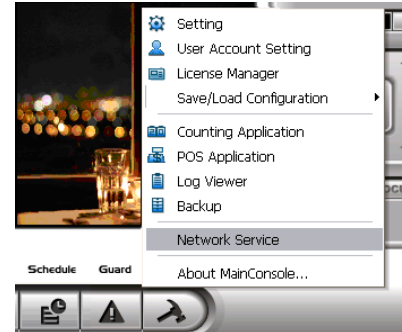 Setting
User Account Setting
License Manager
Save/Load Configuration
Counting Application
POS Application
Log Viewer
Backup
Network Service
About MainConsole...
Schedule Guard